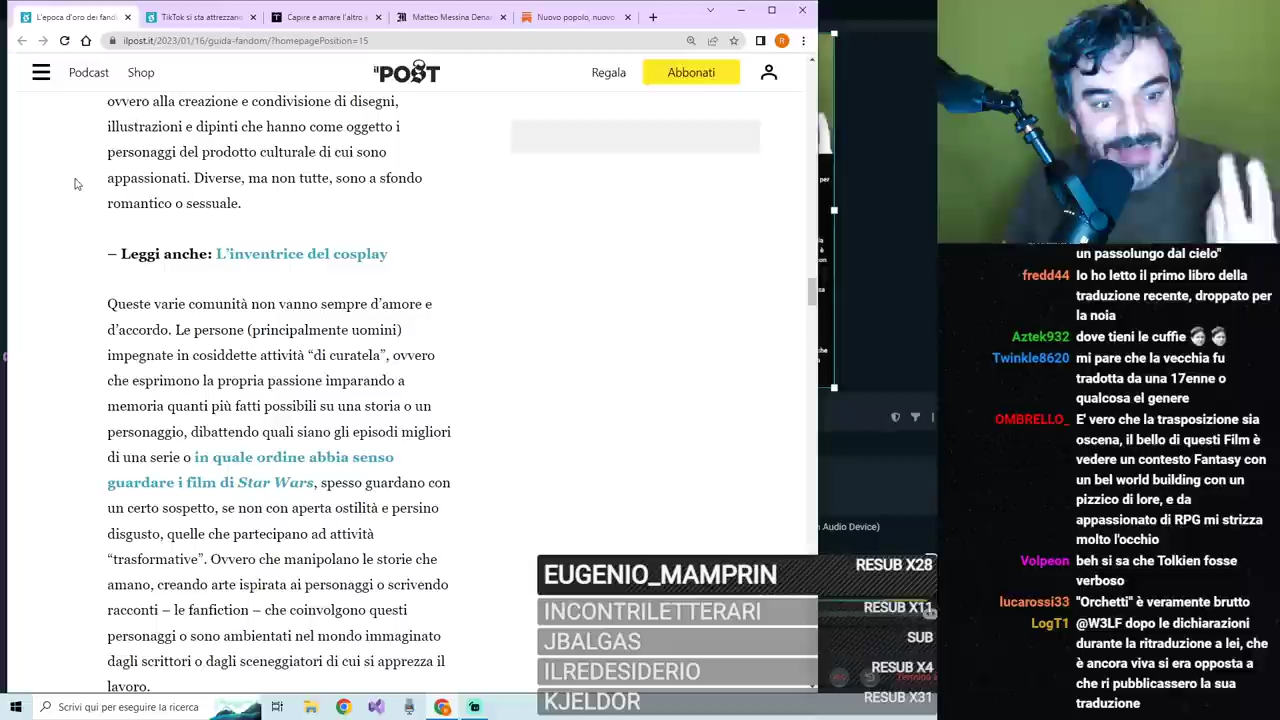 L'epoca d'oro dei fandi
TikTok si sta attrezzan
Capire e amare l'altro
Matteo Messina Dena
Nuovo popolo, nuovo
ilpost.it/2023/01/16/guida-fandom/?homepagePosition=15
R
Podcast
Shop
il POST
Regala
Abbonati
ovvero alla creazione e condivisione di disegni,
illustrazioni e dipinti che hanno come oggetto i
personaggi del prodotto culturale di cui sono
appassionati. Diverse, ma non tutte, sono a sfondo
romantico o sessuale.
– Leggi anche: L'inventrice del cosplay
Queste varie comunità non vanno sempre d'amore e
d'accordo. Le persone (principalmente uomini)
impegnate in cosiddette attività “di curatela”, ovvero
che esprimono la propria passione imparando a
memoria quanti più fatti possibili su una storia o un
personaggio, dibattendo quali siano gli episodi migliori
di una serie o in quale ordine abbia senso
guardare i film di Star Wars, spesso guardano con
un certo sospetto, se non con aperta ostilità e persino
disgusto, quelle che partecipano ad attività
“trasformative”. Ovvero che manipolano le storie che
amano, creando arte ispirata ai personaggi o scrivendo
racconti – le fanfiction – che coinvolgono questi
personaggi o sono ambientati nel mondo immaginato
dagli scrittori o dagli sceneggiatori di cui si apprezza il
lavoro.
per
con
che
n Audio Device)
EUGENIO_MAMPRIN RESUB X28
INCONTRILETTERARI RESUB X11
JBALGAS SUB
ILREDESIDERIO RESUB X4
KJELDOR RESUB X31
Scrivi qui per eseguire la ricerc
un passolungo dal cielo"
fredd44 Io ho letto il primo libro della
traduzione recente, droppato per
la noia
Aztek932 dove tieni le cuffie
Twinkle8620 mi pare che la vecchia fu
tradotta da una 17enne o
qualcosa el genere
OMBRELLO_ E' vero che la trasposizione sia
oscena, il bello di questi Film è
vedere un contesto Fantasy con
un bel world building con un
pizzico di lore, e da
appassionato di RPG mi strizza
molto l'occhio
Volpeon beh si sa che Tolkien fosse
verboso
lucarossi33 "Orchetti" è veramente brutto
LogT1 @W3LF dopo le dichiarazioni
durante la ritraduzione a lei, che
è ancora viva si era opposta a
che ri pubblicassero la sua
traduzione